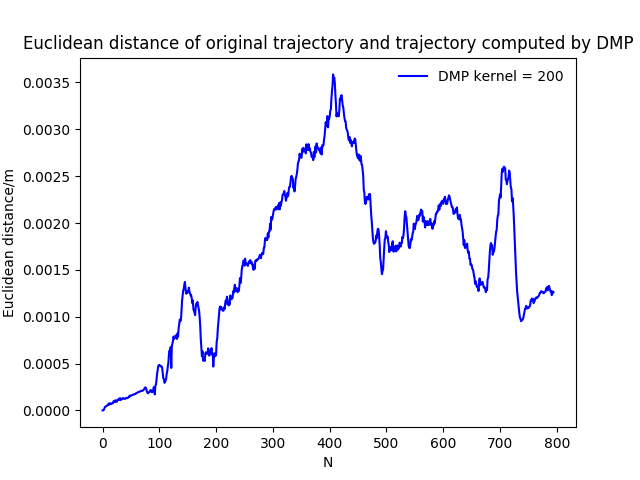 Euclidean distance of original trajectory and trajectory computed by DMP
DMP kernel = 200
0.0035
0.0030
0.0025
0.0020
0.0015
0.0010
0.0005
0.0000
Euclidean distance/m
0 100 200 300 400 500 600 700 800
N